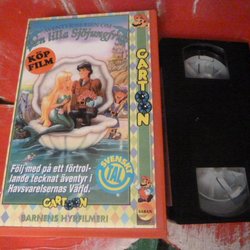 lilla Sjöjungfrun
KÖP
FILM
CARTOON
Följ med på ett förtrol-
lande tecknat äventyr i
Havsvarelsernas Värld.
SVENSKT
TAL
CARTOON
BARNENS HYRFILMER!
SABAN